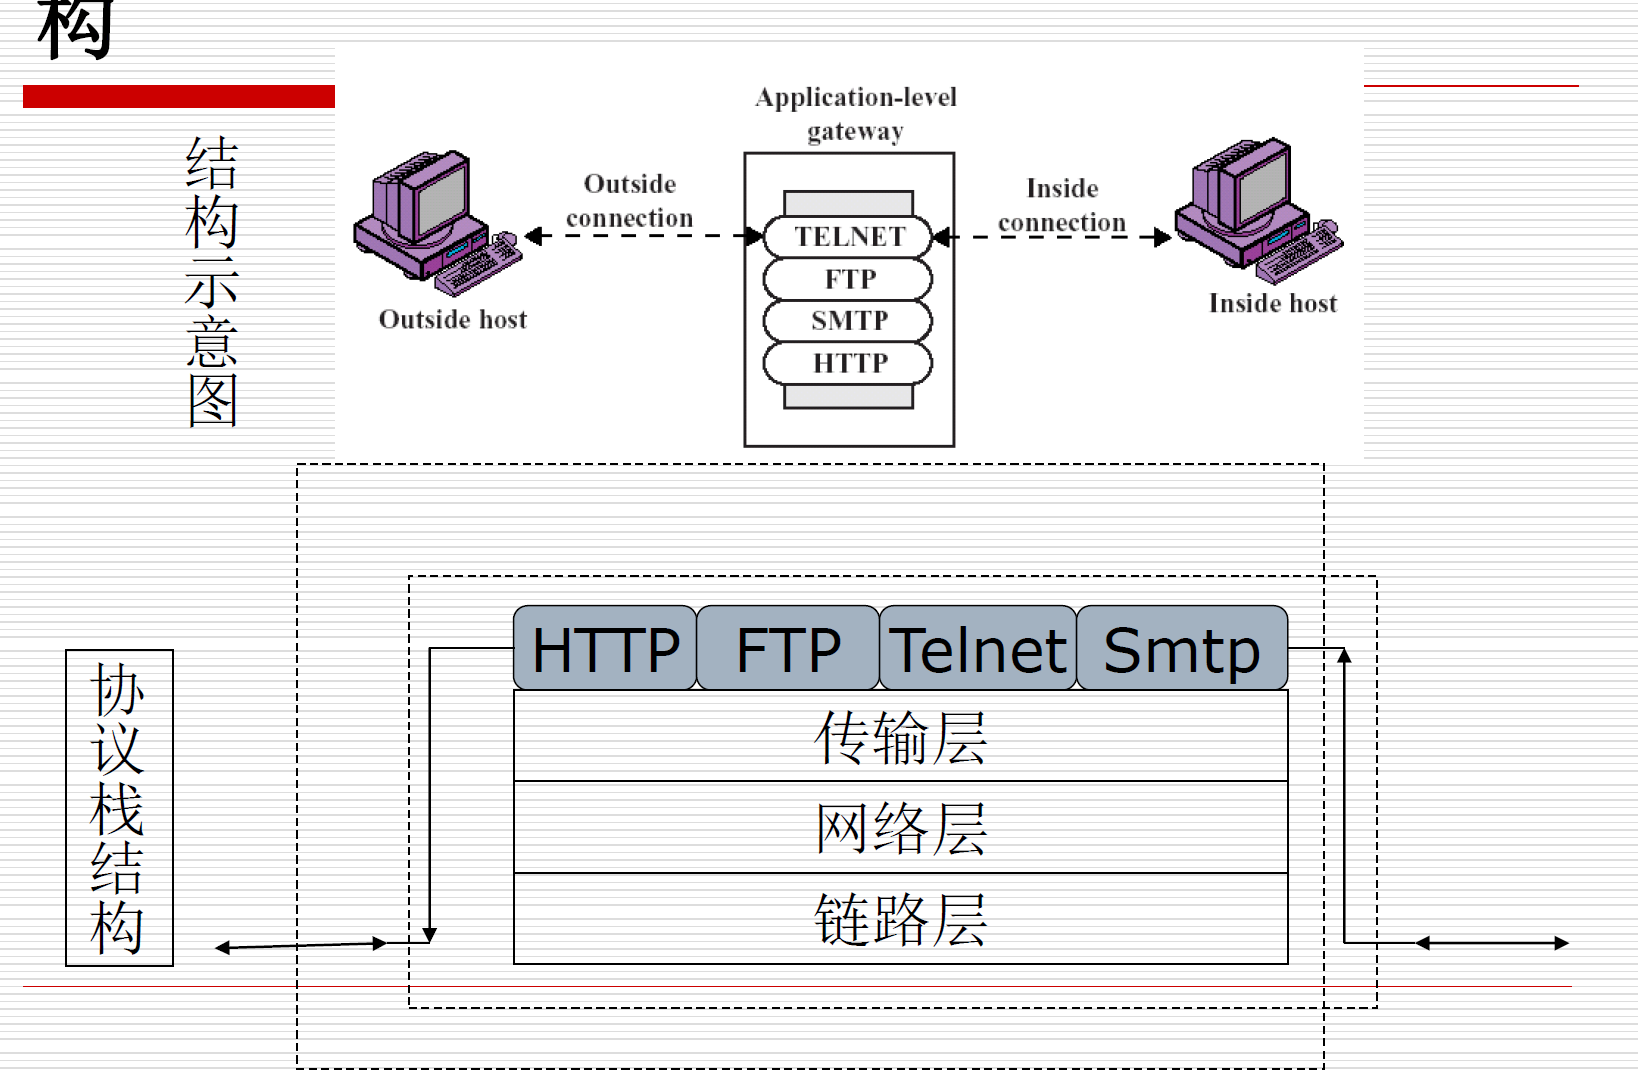 构
结构示意图
Application-level
gateway
Outside
connection
Inside
connection
TELNET
FTP
SMTP
HTTP
Outside host
Inside host
协议栈结构
HTTP
FTP
Telnet
Smtp
传输层
网络层
链路层